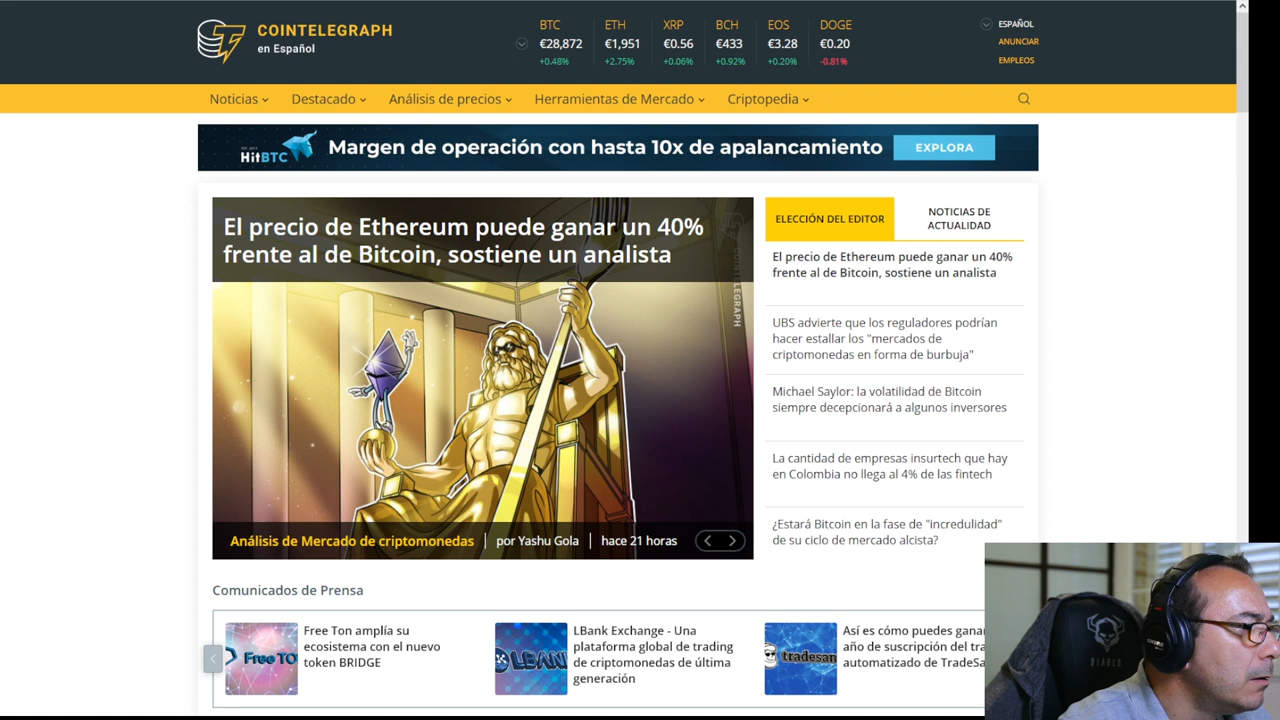 COINTELEGRAPH
en Español
BTC
€28,872
+0.48%
ETH
€1,951
+2.75%
XRP
€0.56
+0.06%
BCH
€433
+0.92%
EOS
€3.28
+0.20%
DOGE
€0.20
-0.81%
ESPAÑOL
ANUNCIAR
EMPLEOS
Noticias
Destacado
Análisis de precios
Herramientas de Mercado
Criptopedia
HitBTC
Margen de operación con hasta 10x de apalancamiento
EXPLORA
El precio de Ethereum puede ganar un 40%
frente al de Bitcoin, sostiene un analista
COINTELEGRAPH
Análisis de Mercado de criptomonedas
por Yashu Gola
hace 21 horas
ELECCIÓN DEL EDITOR
NOTICIAS DE
ACTUALIDAD
El precio de Ethereum puede ganar un 40%
frente al de Bitcoin, sostiene un analista
UBS advierte que los reguladores podrían
hacer estallar los "mercados de
criptomonedas en forma de burbuja"
Michael Saylor: la volatilidad de Bitcoin
siempre decepcionará a algunos inversores
La cantidad de empresas insurtech que hay
en Colombia no llega al 4% de las fintech
¿Estará Bitcoin en la fase de "incredulidad"
de su ciclo de mercado alcista?
Comunicados de Prensa
Free Ton amplía su
ecosistema con el nuevo
token BRIDGE
LBank Exchange - Una
plataforma global de trading
de criptomonedas de última
generación
Así es cómo puedes ganar
año de suscripción del tra
automatizado de TradeSa
Free TO
LBAN
tradesan
DIABLO